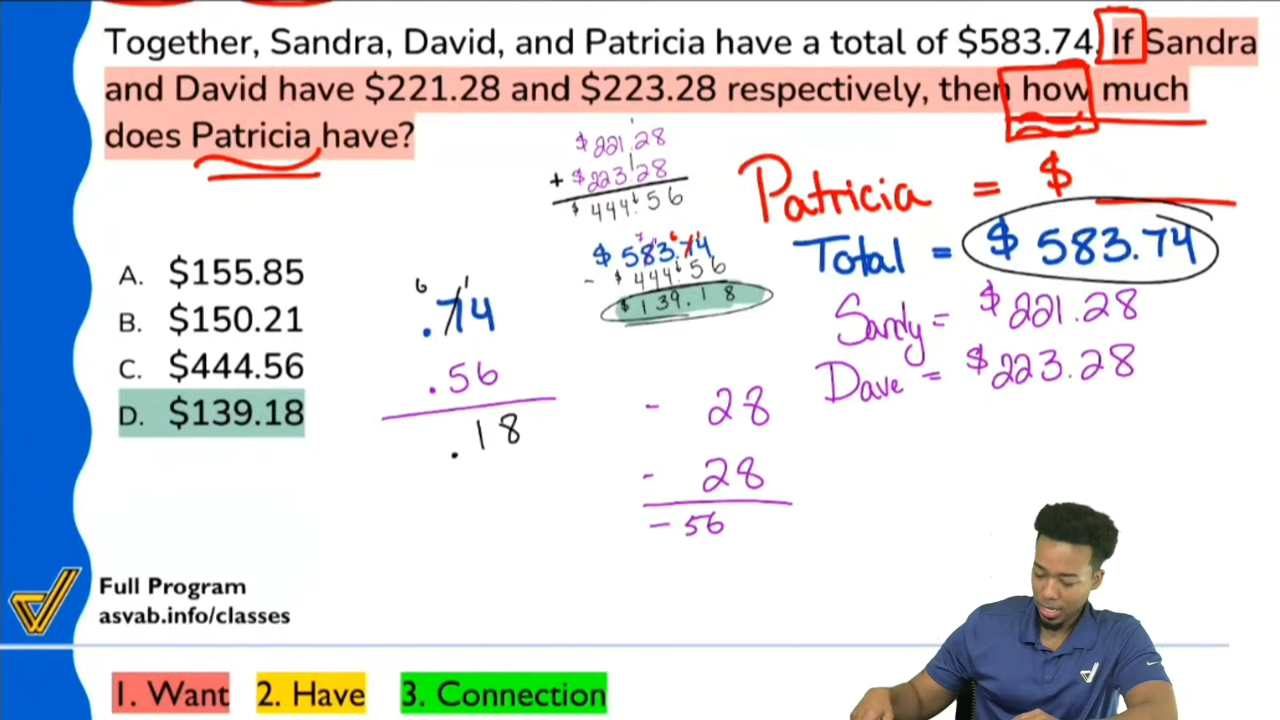 Together, Sandra, David, and Patricia have a total of $583.74. If Sandra
and David have $221.28 and $223.28 respectively, then how much
does Patricia have?
$221.28
+ $223.28
$444.56
Patricia = $
Total = $583.74
Sandy = $221.28
Dave = $223.28
$583.74
- $444.56
$139.18
A. $155.85
B. $150.21
C. $444.56
D. $139.18
6 1
.74
.56
.18
- 28
- 28
- 56
Full Program
asvab.info/classes
1. Want
2. Have
3. Connection